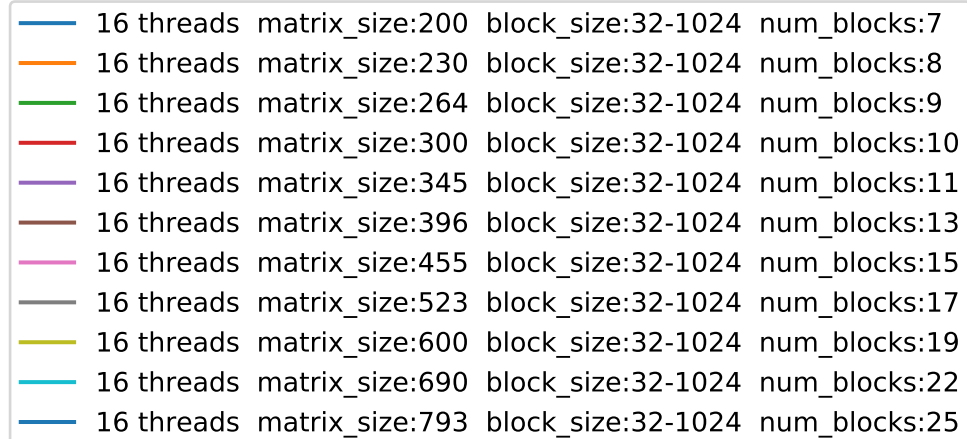 16 threads  matrix_size:200  block_size:32-1024  num_blocks:7
16 threads  matrix_size:230  block_size:32-1024  num_blocks:8
16 threads  matrix_size:264  block_size:32-1024  num_blocks:9
16 threads  matrix_size:300  block_size:32-1024  num_blocks:10
16 threads  matrix_size:345  block_size:32-1024  num_blocks:11
16 threads  matrix_size:396  block_size:32-1024  num_blocks:13
16 threads  matrix_size:455  block_size:32-1024  num_blocks:15
16 threads  matrix_size:523  block_size:32-1024  num_blocks:17
16 threads  matrix_size:600  block_size:32-1024  num_blocks:19
16 threads  matrix_size:690  block_size:32-1024  num_blocks:22
16 threads  matrix_size:793  block_size:32-1024  num_blocks:25